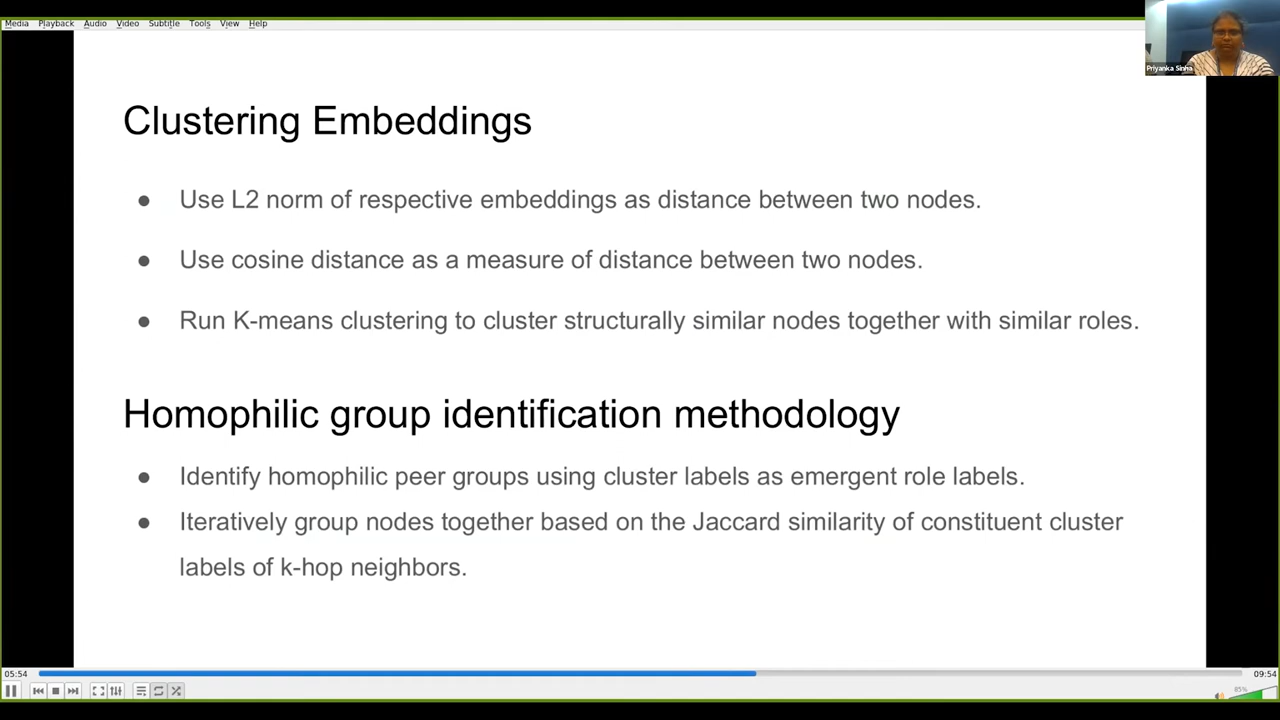 Media Playback Audio Video Subtitle Tools View Help
Priyanka Sinha
Clustering Embeddings
● Use L2 norm of respective embeddings as distance between two nodes.
● Use cosine distance as a measure of distance between two nodes.
● Run K-means clustering to cluster structurally similar nodes together with similar roles.
Homophilic group identification methodology
● Identify homophilic peer groups using cluster labels as emergent role labels.
● Iteratively group nodes together based on the Jaccard similarity of constituent cluster
labels of k-hop neighbors.
05:54 09:54
85%